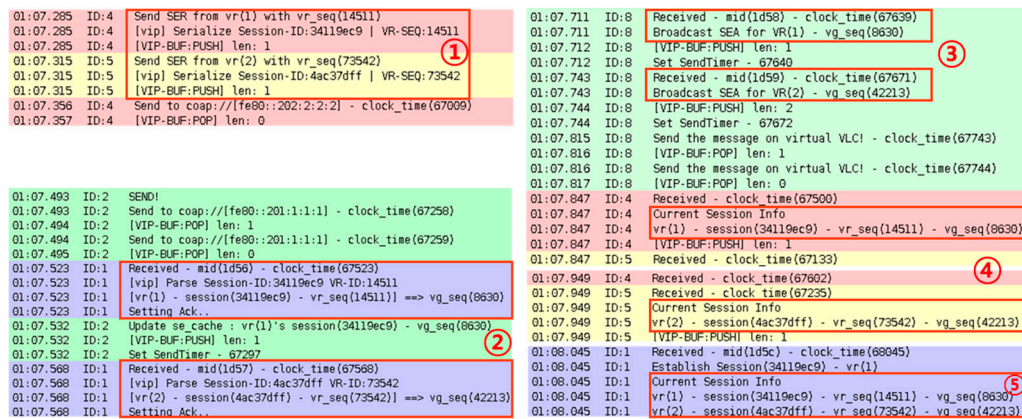 01:07.285 ID:4 Send SER from vr(1) with vr_seq(14511)
01:07.285 ID:4 [vip] Serialize Session-ID:34119ec9 | VR-SEQ:14511
01:07.285 ID:4 [VIP-BUF:PUSH] len: 1
①
01:07.315 ID:5 Send SER from vr(2) with vr_seq(73542)
01:07.315 ID:5 [vip] Serialize Session-ID:4ac37dff | VR-SEQ:73542
01:07.315 ID:5 [VIP-BUF:PUSH] len: 1
01:07.356 ID:4 Send to coap://[fe80::202:2:2:2] - clock_time(67009)
01:07.357 ID:4 [VIP-BUF:POP] len: 0
01:07.493 ID:2 SEND!
01:07.493 ID:2 Send to coap://[fe80::201:1:1:1] - clock_time(67258)
01:07.494 ID:2 [VIP-BUF:POP] len: 1
01:07.494 ID:2 Send to coap://[fe80::201:1:1:1] - clock_time(67259)
01:07.495 ID:2 [VIP-BUF:POP] len: 0
01:07.523 ID:1 Received - mid(1d56) - clock_time(67523)
01:07.523 ID:1 [vip] Parse Session-ID:34119ec9 VR-ID:14511
01:07.523 ID:1 [vr(1) - session(34119ec9) - vr_seq(14511)] ==> vg_seq(8630)
01:07.523 ID:1 Setting Ack..
01:07.532 ID:2 Update se_cache : vr(1)'s session(34119ec9) - vg_seq(8630)
01:07.532 ID:2 [VIP-BUF:PUSH] len: 1
②
01:07.532 ID:2 Set SendTimer - 67297
01:07.568 ID:1 Received - mid(1d57) - clock_time(67568)
01:07.568 ID:1 [vip] Parse Session-ID:4ac37dff VR-ID:73542
01:07.568 ID:1 [vr(2) - session(4ac37dff) - vr_seq(73542)] ==> vg_seq(42213)
01:07.568 ID:1 Setting Ack..
01:07.711 ID:8 Received - mid(1d58) - clock_time(67639)
01:07.711 ID:8 Broadcast SEA for VR(1) - vg_seq(8630)
01:07.712 ID:8 [VIP-BUF:PUSH] len: 1
③
01:07.712 ID:8 Set SendTimer - 67640
01:07.743 ID:8 Received - mid(1d59) - clock_time(67671)
01:07.743 ID:8 Broadcast SEA for VR(2) - vg_seq(42213)
01:07.744 ID:8 [VIP-BUF:PUSH] len: 2
01:07.744 ID:8 Set SendTimer - 67672
01:07.815 ID:8 Send the message on virtual VLC! - clock_time(67743)
01:07.816 ID:8 [VIP-BUF:POP] len: 1
01:07.816 ID:8 Send the message on virtual VLC! - clock_time(67744)
01:07.817 ID:8 [VIP-BUF:POP] len: 0
01:07.847 ID:4 Received - clock_time(67500)
01:07.847 ID:4 Current Session Info
01:07.847 ID:4 vr(1) - session(34119ec9) - vr_seq(14511) - vg_seq(8630)
01:07.847 ID:4 [VIP-BUF:PUSH] len: 1
01:07.847 ID:5 Received - clock_time(67133)
④
01:07.949 ID:4 Received - clock_time(67602)
01:07.949 ID:5 Received - clock_time(67235)
01:07.949 ID:5 Current Session Info
01:07.949 ID:5 vr(2) - session(4ac37dff) - vr_seq(73542) - vg_seq(42213)
01:07.949 ID:5 [VIP-BUF:PUSH] len: 1
01:08.045 ID:1 Received - mid(1d5c) - clock_time(68045)
01:08.045 ID:1 Establish Session(34119ec9) - vr(1)
01:08.045 ID:1 Current Session Info
⑤
01:08.045 ID:1 vr(1) - session(34119ec9) - vr_seq(14511) - vg_seq(8630)
01:08.045 ID:1 vr(2) - session(4ac37dff) - vr_seq(73542) - vg_seq(42213)